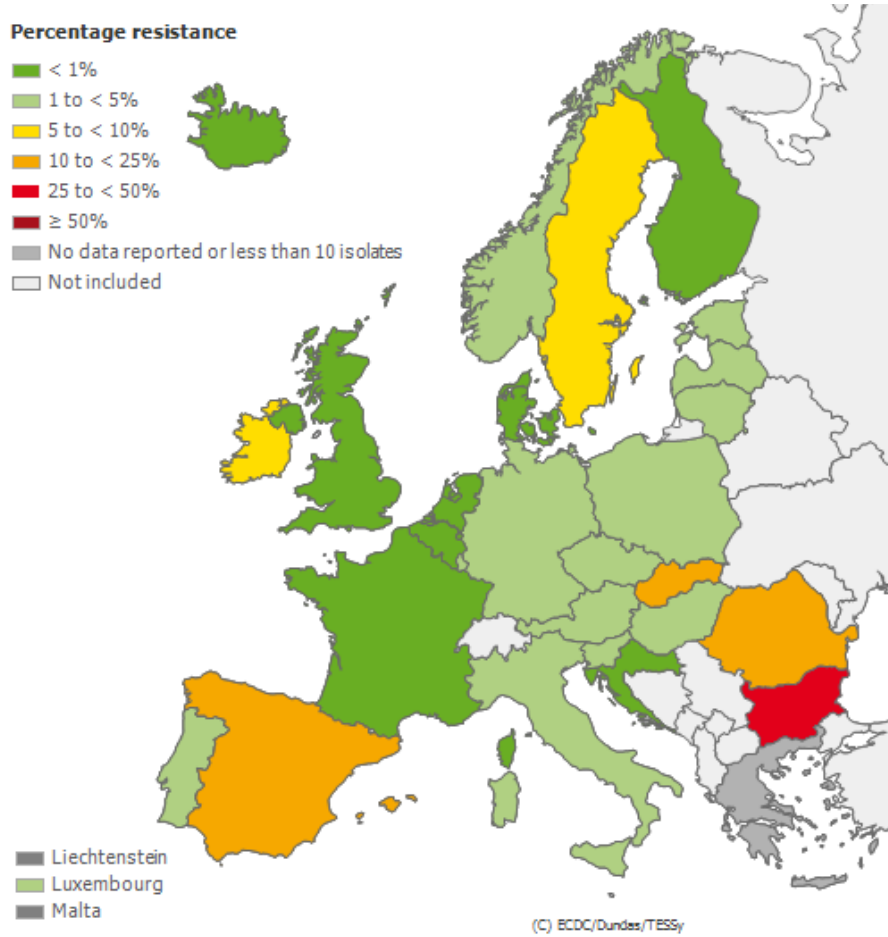 Percentage resistance
< 1%
1 to < 5%
5 to < 10%
10 to < 25%
25 to < 50%
≥ 50%
No data reported or less than 10 isolates
Not included
Liechtenstein
Luxembourg
Malta
(C) ECDC/Dundas/TESSy